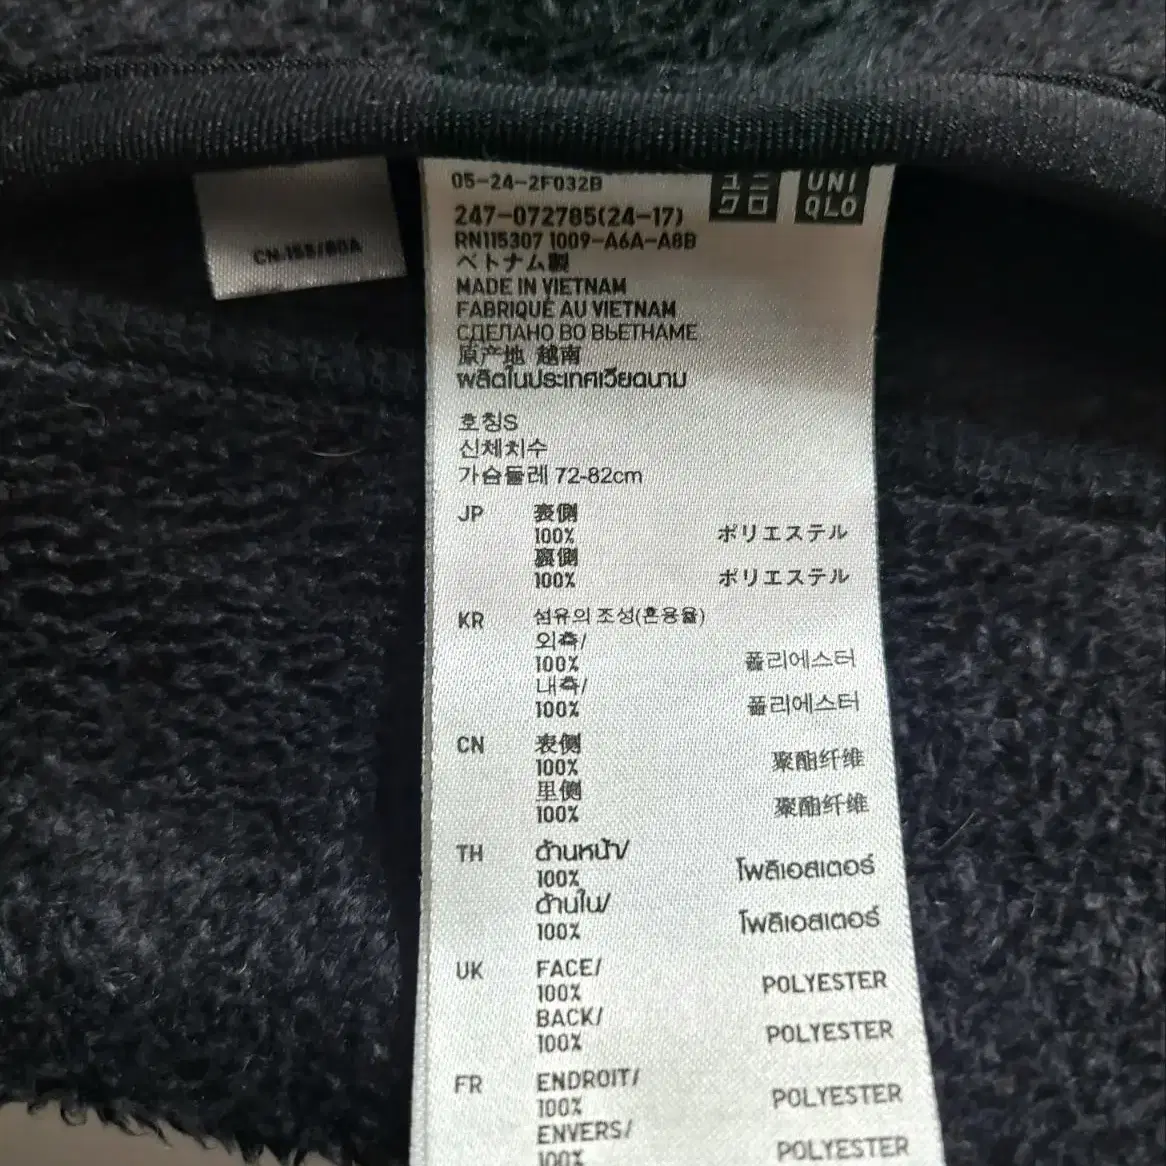 CN.155/80A
05-24-2F032B
ユニ
クロ
UNI
QLO
247-072785(24-17)
RN115307 1009-A6A-A8B
ベトナム製
MADE IN VIETNAM
FABRIQUÉ AU VIETNAM
СДЕЛАНО ВО ВЬЕТНАМЕ
原产地 越南
ผลิตในประเทศเวียดนาม
호칭S
신체치수
가슴둘레 72-82cm
JP 表側
100% ポリエステル
裏側
100% ポリエステル
KR 섬유의 조성(혼용율)
외측/
100% 폴리에스터
내측/
100% 폴리에스터
CN 表侧
100% 聚酯纤维
里侧
100% 聚酯纤维
TH ด้านหน้า/
100% โพลิเอสเตอร์
ด้านใน/
100% โพลิเอสเตอร์
UK FACE/
100% POLYESTER
BACK/
100% POLYESTER
FR ENDROIT/
100% POLYESTER
ENVERS/
100% POLYESTER